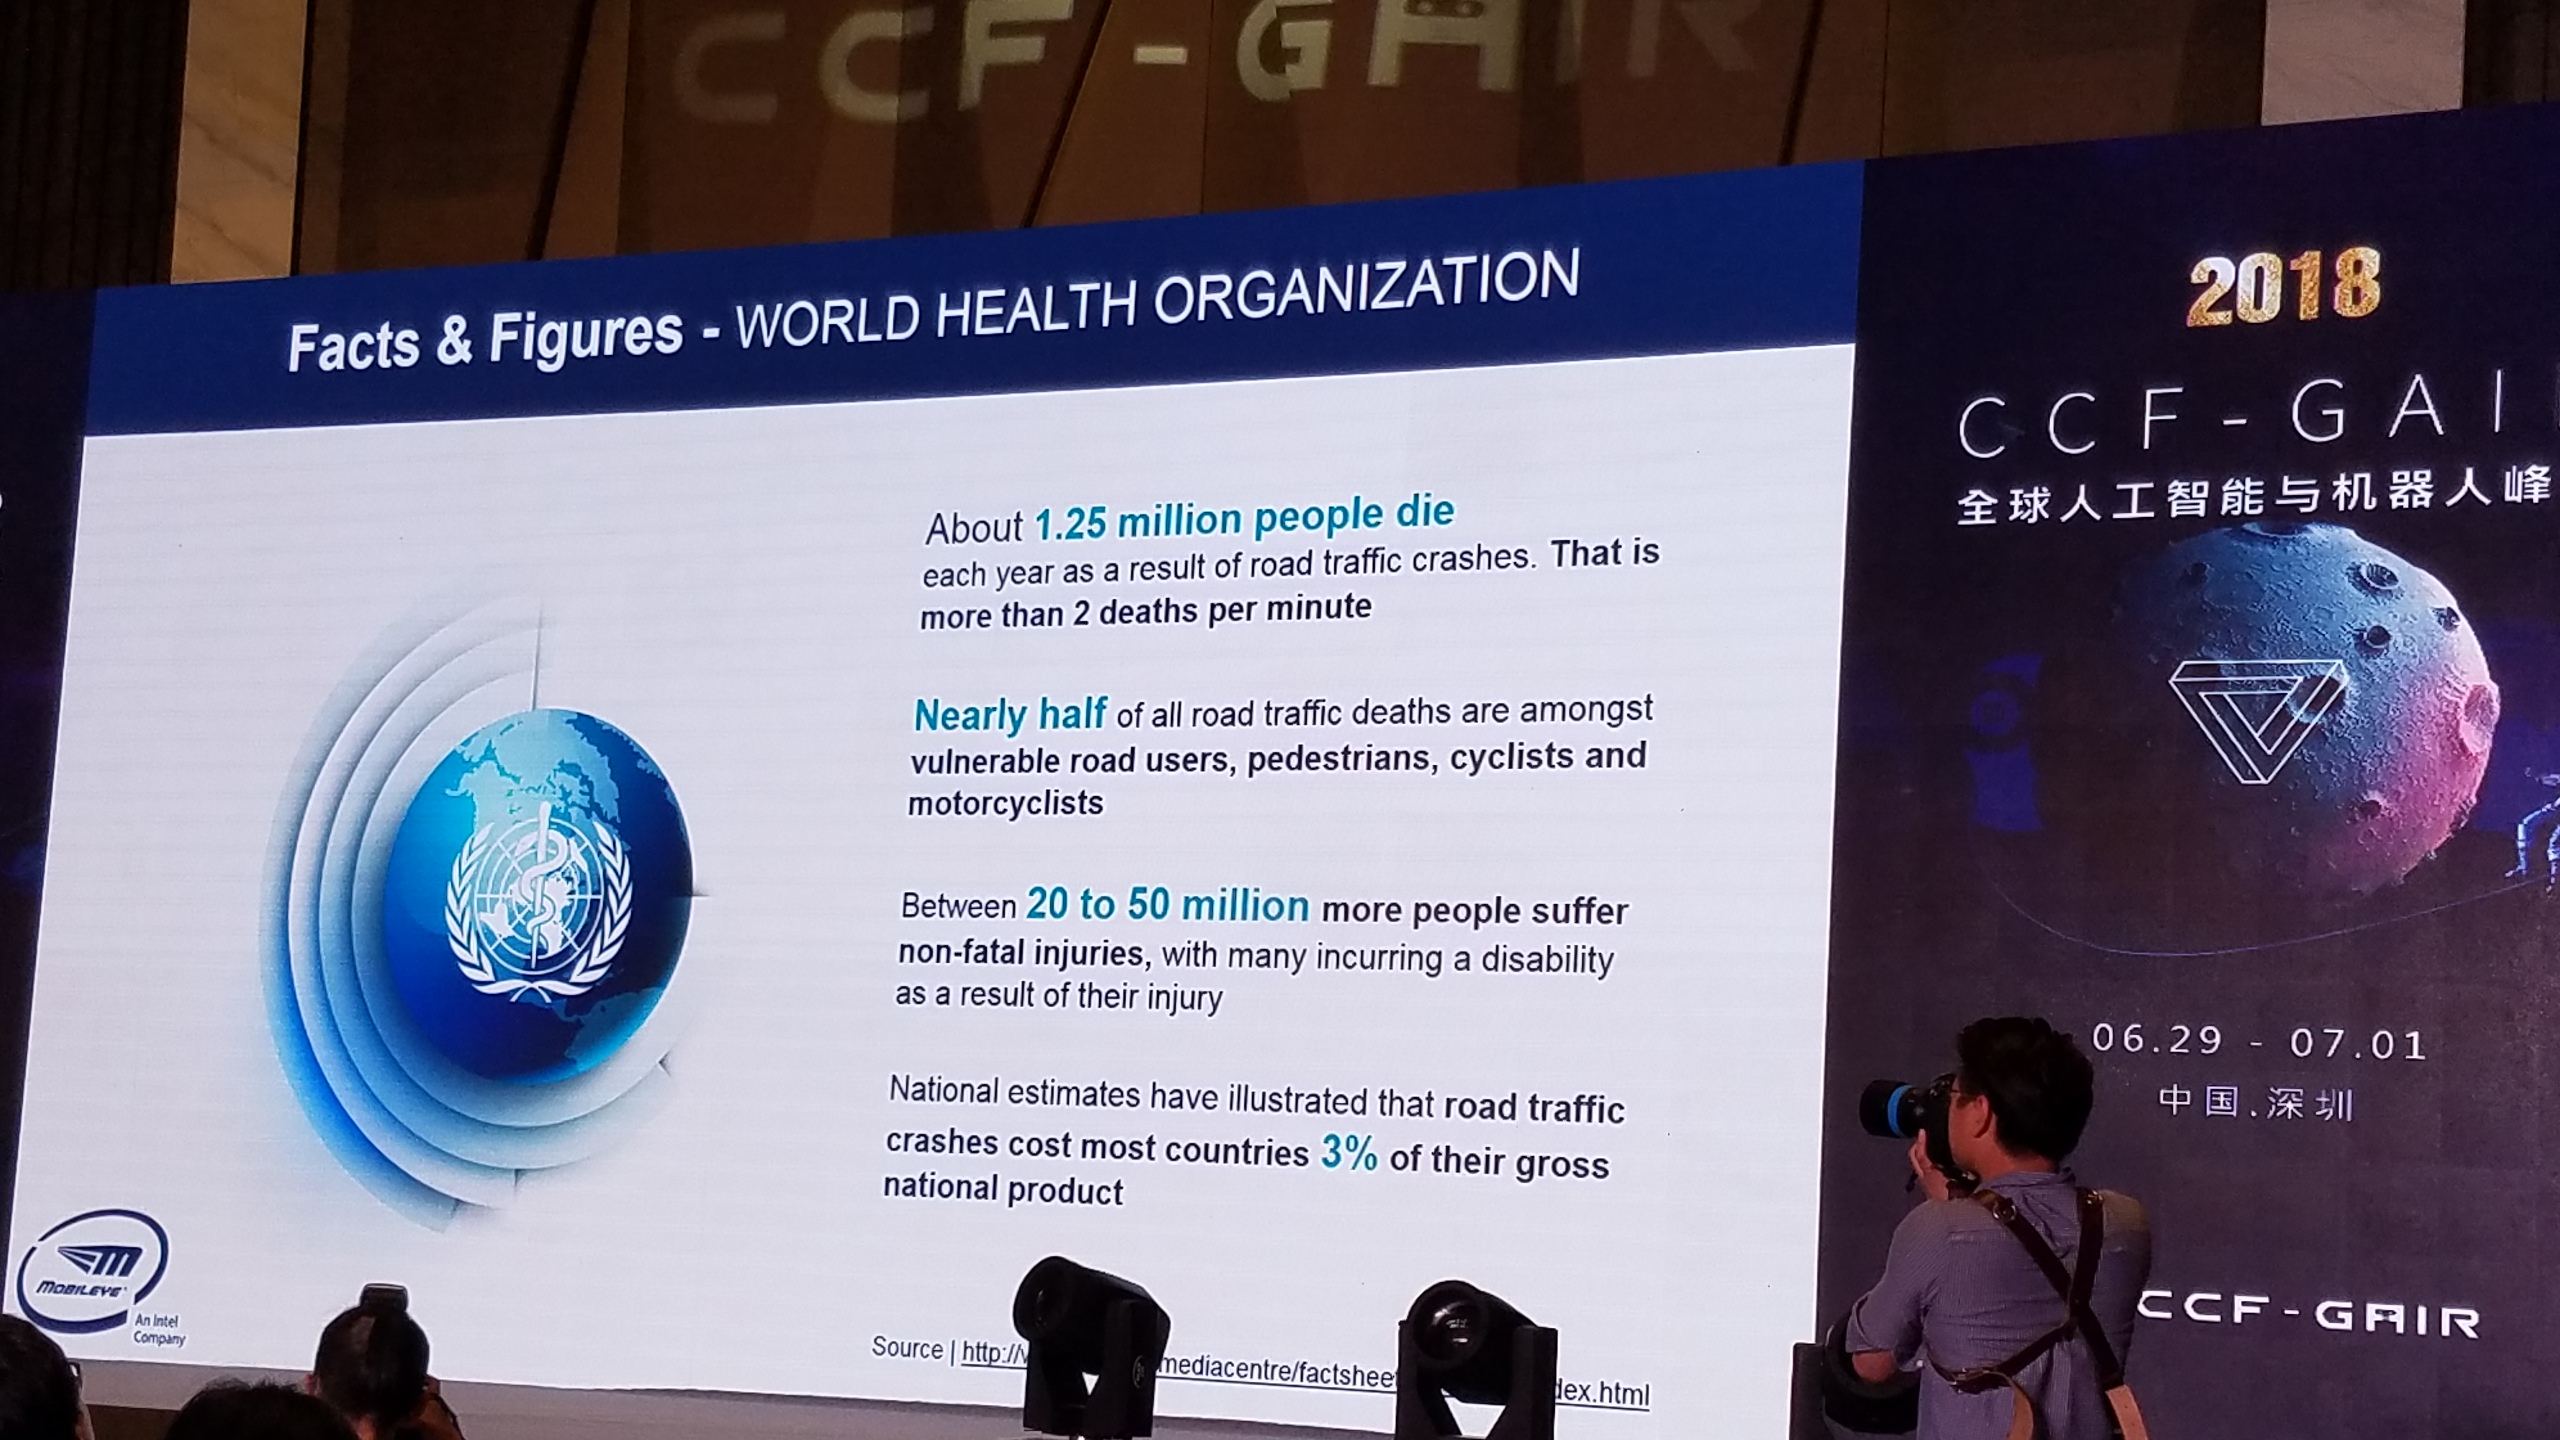 CCF-GAIR
Facts & Figures - WORLD HEALTH ORGANIZATION
About 1.25 million people die
each year as a result of road traffic crashes. That is
more than 2 deaths per minute
Nearly half of all road traffic deaths are amongst
vulnerable road users, pedestrians, cyclists and
motorcyclists
Between 20 to 50 million more people suffer
non-fatal injuries, with many incurring a disability
as a result of their injury
National estimates have illustrated that road traffic
crashes cost most countries 3% of their gross
national product
MOBILEYE
An Intel
Company
Source | http:// mediacentre/factshee dex.html
2018
CCF-GAI
全球人工智能与机器人峰
06.29 - 07.01
中国.深圳
CCF-GAIR